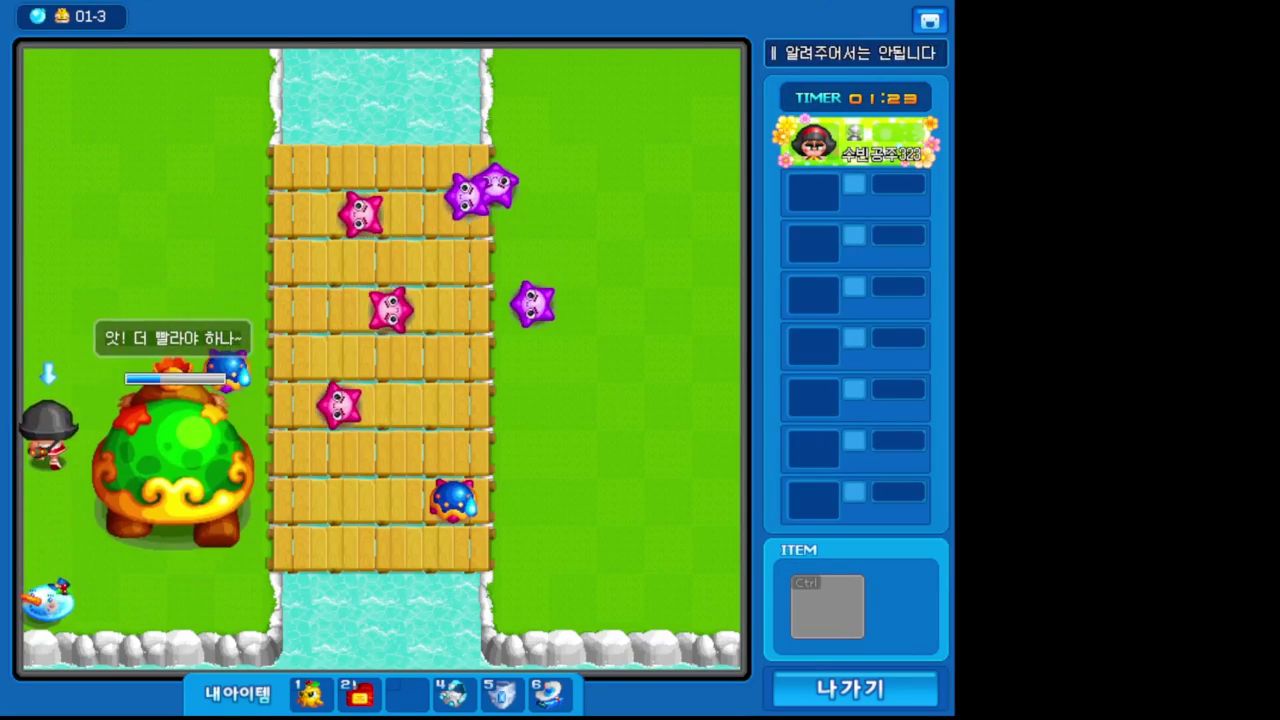 01-3
알려주어서는 안됩니다
TIMER 01:23
수빈공주323
앗! 더 빨라야 하나~
ITEM
Ctrl
내아이템
1
2
4
5
6
나가기